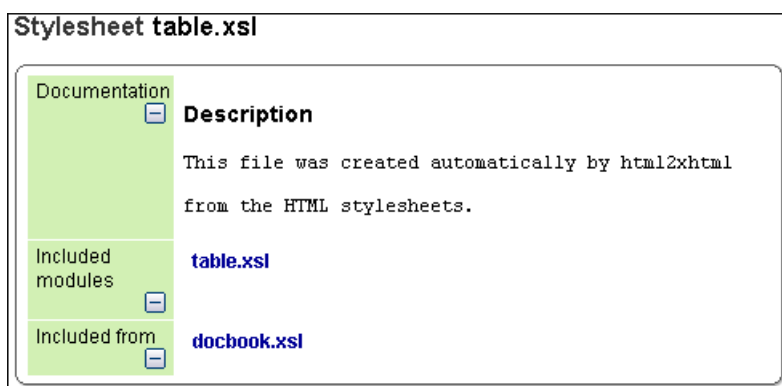 Stylesheet table.xsl
Documentation
Description
This file was created automatically by html2xhtml
from the HTML stylesheets.
Included
modules
table.xsl
Included from
docbook.xsl